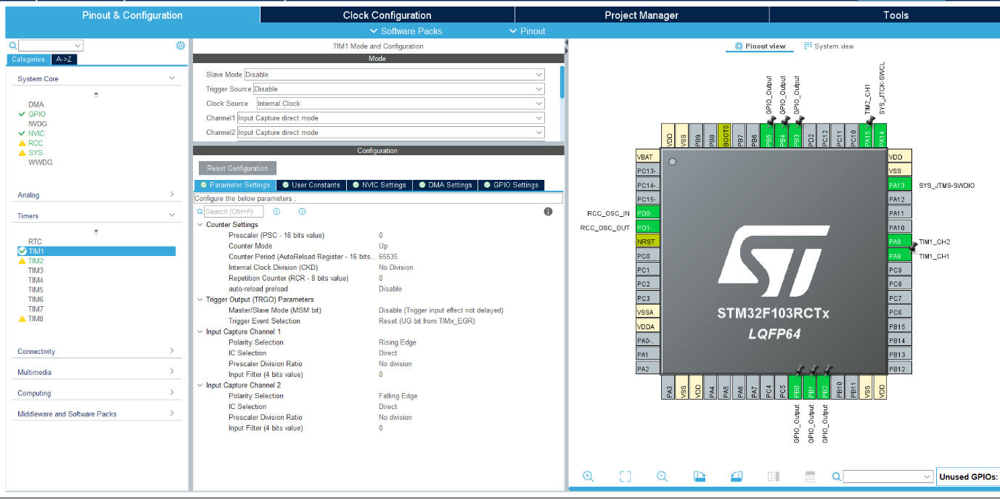 Pinout & Configuration
Clock Configuration
Project Manager
Tools
Software Packs
Pinout
Categories
A->Z
System Core
DMA
GPIO
IWDG
NVIC
RCC
SYS
WWDG
Analog
Timers
RTC
TIM1
TIM2
TIM3
TIM4
TIM5
TIM6
TIM7
TIM8
Connectivity
Multimedia
Computing
Middleware and Software Packs
TIM1 Mode and Configuration
Mode
Slave Mode Disable
Trigger Source Disable
Clock Source Internal Clock
Channel1 Input Capture direct mode
Channel2 Input Capture direct mode
Configuration
Reset Configuration
Parameter Settings
User Constants
NVIC Settings
DMA Settings
GPIO Settings
Configure the below parameters :
Search (Ctrl+F)
Counter Settings
Prescaler (PSC - 16 bits value) 0
Counter Mode Up
Counter Period (AutoReload Register - 16 bits... 65535
Internal Clock Division (CKD) No Division
Repetition Counter (RCR - 8 bits value) 0
auto-reload preload Disable
Trigger Output (TRGO) Parameters
Master/Slave Mode (MSM bit) Disable (Trigger input effect not delayed)
Trigger Event Selection Reset (UG bit from TIMx_EGR)
Input Capture Channel 1
Polarity Selection Rising Edge
IC Selection Direct
Prescaler Division Ratio No division
Input Filter (4 bits value) 0
Input Capture Channel 2
Polarity Selection Falling Edge
IC Selection Direct
Prescaler Division Ratio No division
Input Filter (4 bits value) 0
Pinout view
System view
GPIO_Output
GPIO_Output
GPIO_Output
TIM2_CH1
SYS_JTCK-SWCL
VDD
VSS
PB9
PB8
BOOT0
PB7
PB6
PB5
PB4
PB3
PD2
PC12
PC11
PC10
PA15
PA14
VBAT
PC13-..
PC14-..
PC15-..
RCC_OSC_IN PD0-
RCC_OSC_OUT PD1-
NRST
PC0
PC1
PC2
PC3
VSSA
VDDA
PA0-..
PA1
PA2
VDD
VSS
PA13 SYS_JTMS-SWDIO
PA12
PA11
PA10
PA9 TIM1_CH2
PA8 TIM1_CH1
PC9
PC8
PC7
PC6
PB15
PB14
PB13
PB12
ST
STM32F103RCTx
LQFP64
PA3
VSS
VDD
PA4
PA5
PA6
PA7
PC4
PC5
PB0
PB1
PB2
PB10
PB11
VSS
VDD
GPIO_Output
GPIO_Output
GPIO_Output
Unused GPIOs: